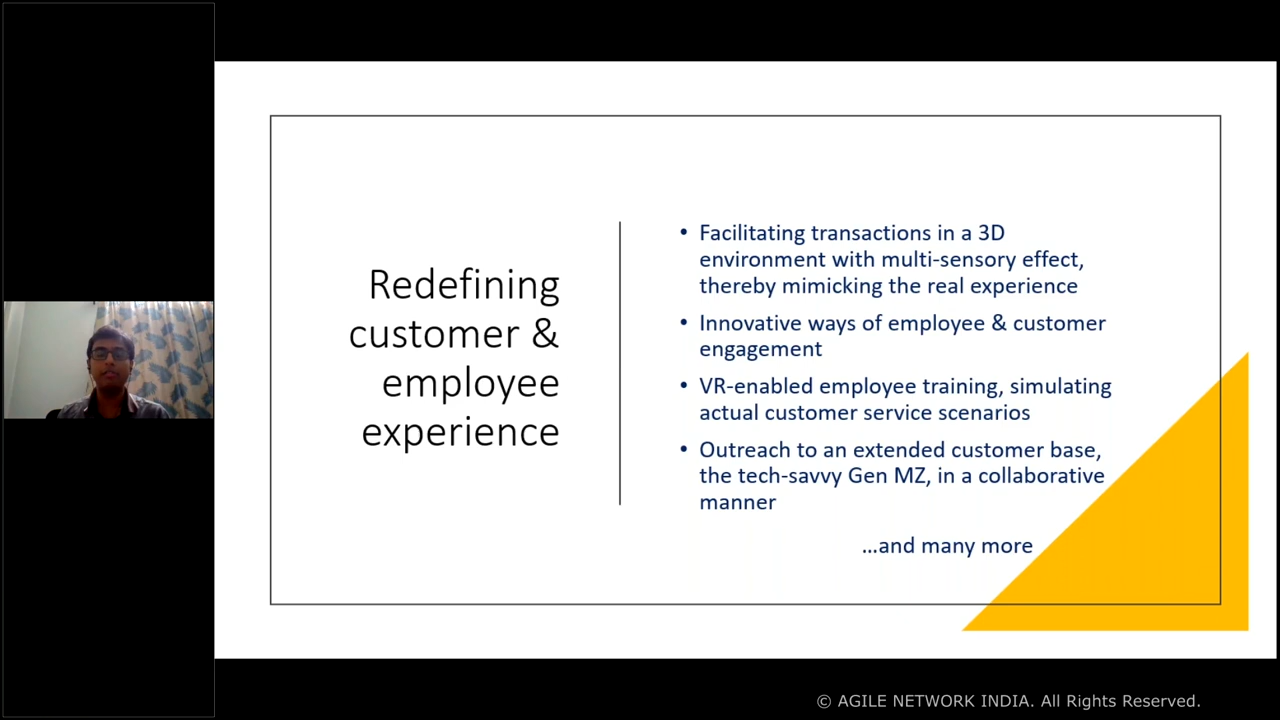 Redefining
customer &
employee
experience
• Facilitating transactions in a 3D
environment with multi-sensory effect,
thereby mimicking the real experience
• Innovative ways of employee & customer
engagement
• VR-enabled employee training, simulating
actual customer service scenarios
• Outreach to an extended customer base,
the tech-savvy Gen MZ, in a collaborative
manner
...and many more
© AGILE NETWORK INDIA. All Rights Reserved.